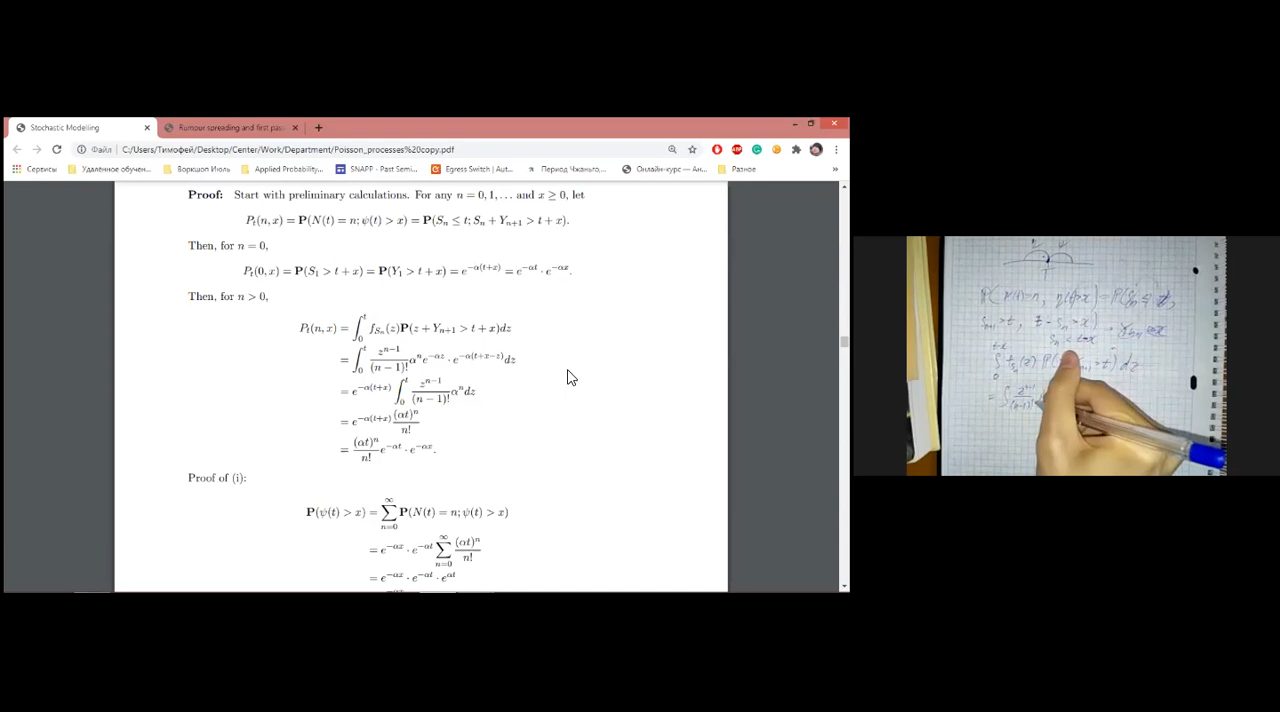 Stochastic Modelling
Rumour spreading and first pas
Файл C:/Users/Тимофей/Desktop/Center/Work/Department/Poisson_processes%20copy.pdf
Сервисы Удаленное обучен... Воркшоп Июль Applied Probability... SNAPP - Past Semi... Egress Switch | Aut... Период Чжаньго,... Онлайн-курс — Ан... Разное
Proof: Start with preliminary calculations. For any n = 0, 1, . . . and x ≥ 0, let
P_t(n, x) = P(N(t) = n; ψ(t) > x) = P(S_n ≤ t; S_n + Y_{n+1} > t + x).
Then, for n = 0,
P_t(0, x) = P(S_1 > t + x) = P(Y_1 > t + x) = e^{−α(t+x)} = e^{−αt} · e^{−αx}.
Then, for n > 0,
P_t(n, x) = ∫_0^t f_{S_n}(z)P(z + Y_{n+1} > t + x)dz
= ∫_0^t z^{n−1}/(n − 1)! α^n e^{−αz} · e^{−α(t+x−z)} dz
= e^{−α(t+x)} ∫_0^t z^{n−1}/(n − 1)! α^n dz
= e^{−α(t+x)} (αt)^n/n!
= (αt)^n/n! e^{−αt} · e^{−αx}.
Proof of (i):
P(ψ(t) > x) = ∑_{n=0}^∞ P(N(t) = n; ψ(t) > x)
= e^{−αx} · e^{−αt} ∑_{n=0}^∞ (αt)^n/n!
= e^{−αx} · e^{−αt} · e^{αt}